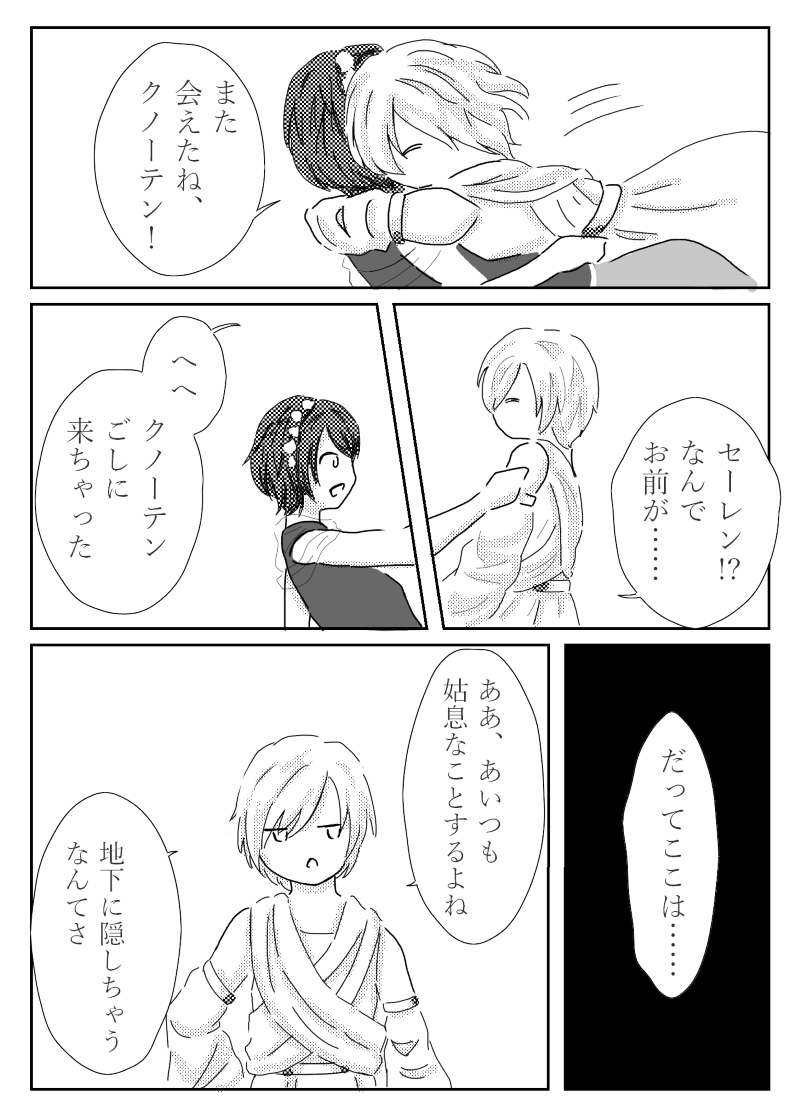 また
会えたね、
クノーテン！
セーレン!?
なんで
お前が……
へへ
クノーテン
ごしに
来ちゃった
だってここは……
ああ、あいつも
姑息なことするよね
地下に隠しちゃう
なんてさ